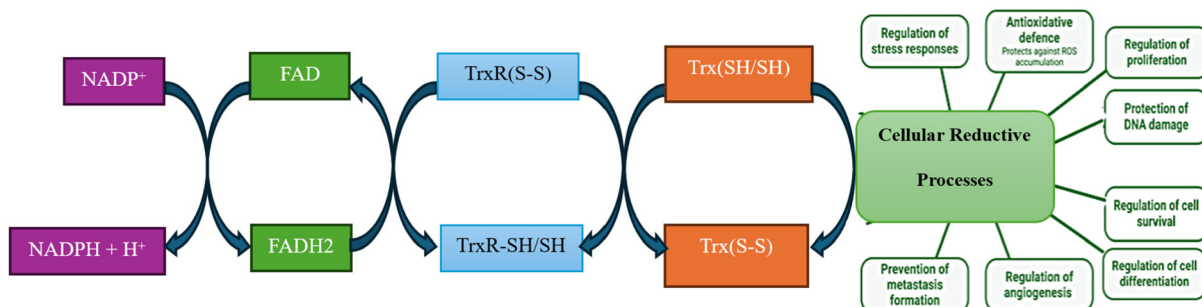 NADP⁺
FAD
TrxR(S-S)
Trx(SH/SH)
NADPH + H⁺
FADH2
TrxR-SH/SH
Trx(S-S)
Cellular Reductive
Processes
Regulation of
stress responses
Antioxidative
defence
Protects against ROS
accumulation
Regulation of
proliferation
Protection of
DNA damage
Regulation of cell
survival
Regulation of cell
differentiation
Regulation of
angiogenesis
Prevention of
metastasis
formation